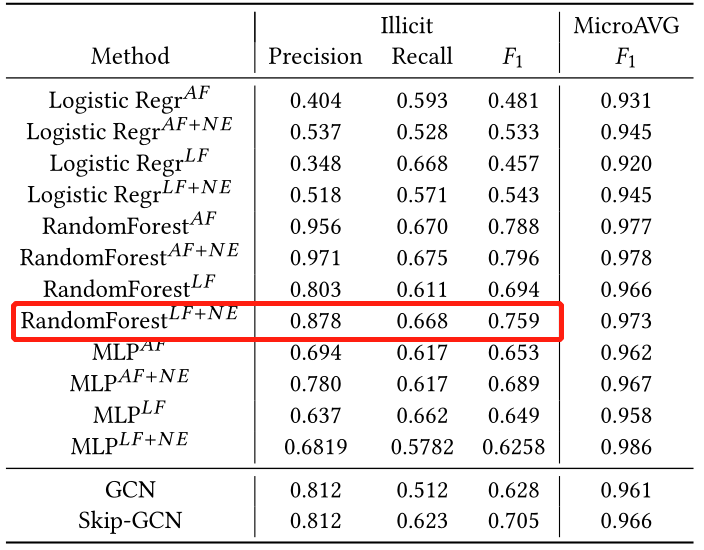 Illicit MicroAVG
Method Precision Recall F1 F1
Logistic Regr^AF 0.404 0.593 0.481 0.931
Logistic Regr^AF+NE 0.537 0.528 0.533 0.945
Logistic Regr^LF 0.348 0.668 0.457 0.920
Logistic Regr^LF+NE 0.518 0.571 0.543 0.945
RandomForest^AF 0.956 0.670 0.788 0.977
RandomForest^AF+NE 0.971 0.675 0.796 0.978
RandomForest^LF 0.803 0.611 0.694 0.966
RandomForest^LF+NE 0.878 0.668 0.759 0.973
MLP^AF 0.694 0.617 0.653 0.962
MLP^AF+NE 0.780 0.617 0.689 0.967
MLP^LF 0.637 0.662 0.649 0.958
MLP^LF+NE 0.6819 0.5782 0.6258 0.986
GCN 0.812 0.512 0.628 0.961
Skip-GCN 0.812 0.623 0.705 0.966